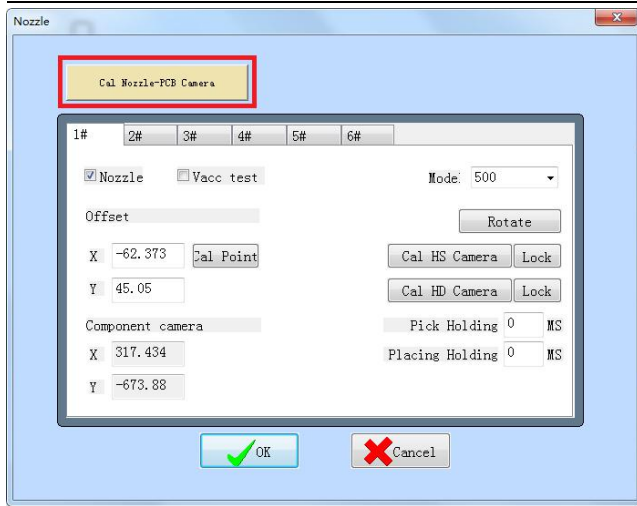 Nozzle
Cal Nozzle-PCB Camera
1# 2# 3# 4# 5# 6#
Nozzle Vacc test Mode: 500
Offset Rotate
X -62.373 Cal Point Cal HS Camera Lock
Y 45.05 Cal HD Camera Lock
Component camera Pick Holding 0 MS
X 317.434 Placing Holding 0 MS
Y -673.88
OK Cancel